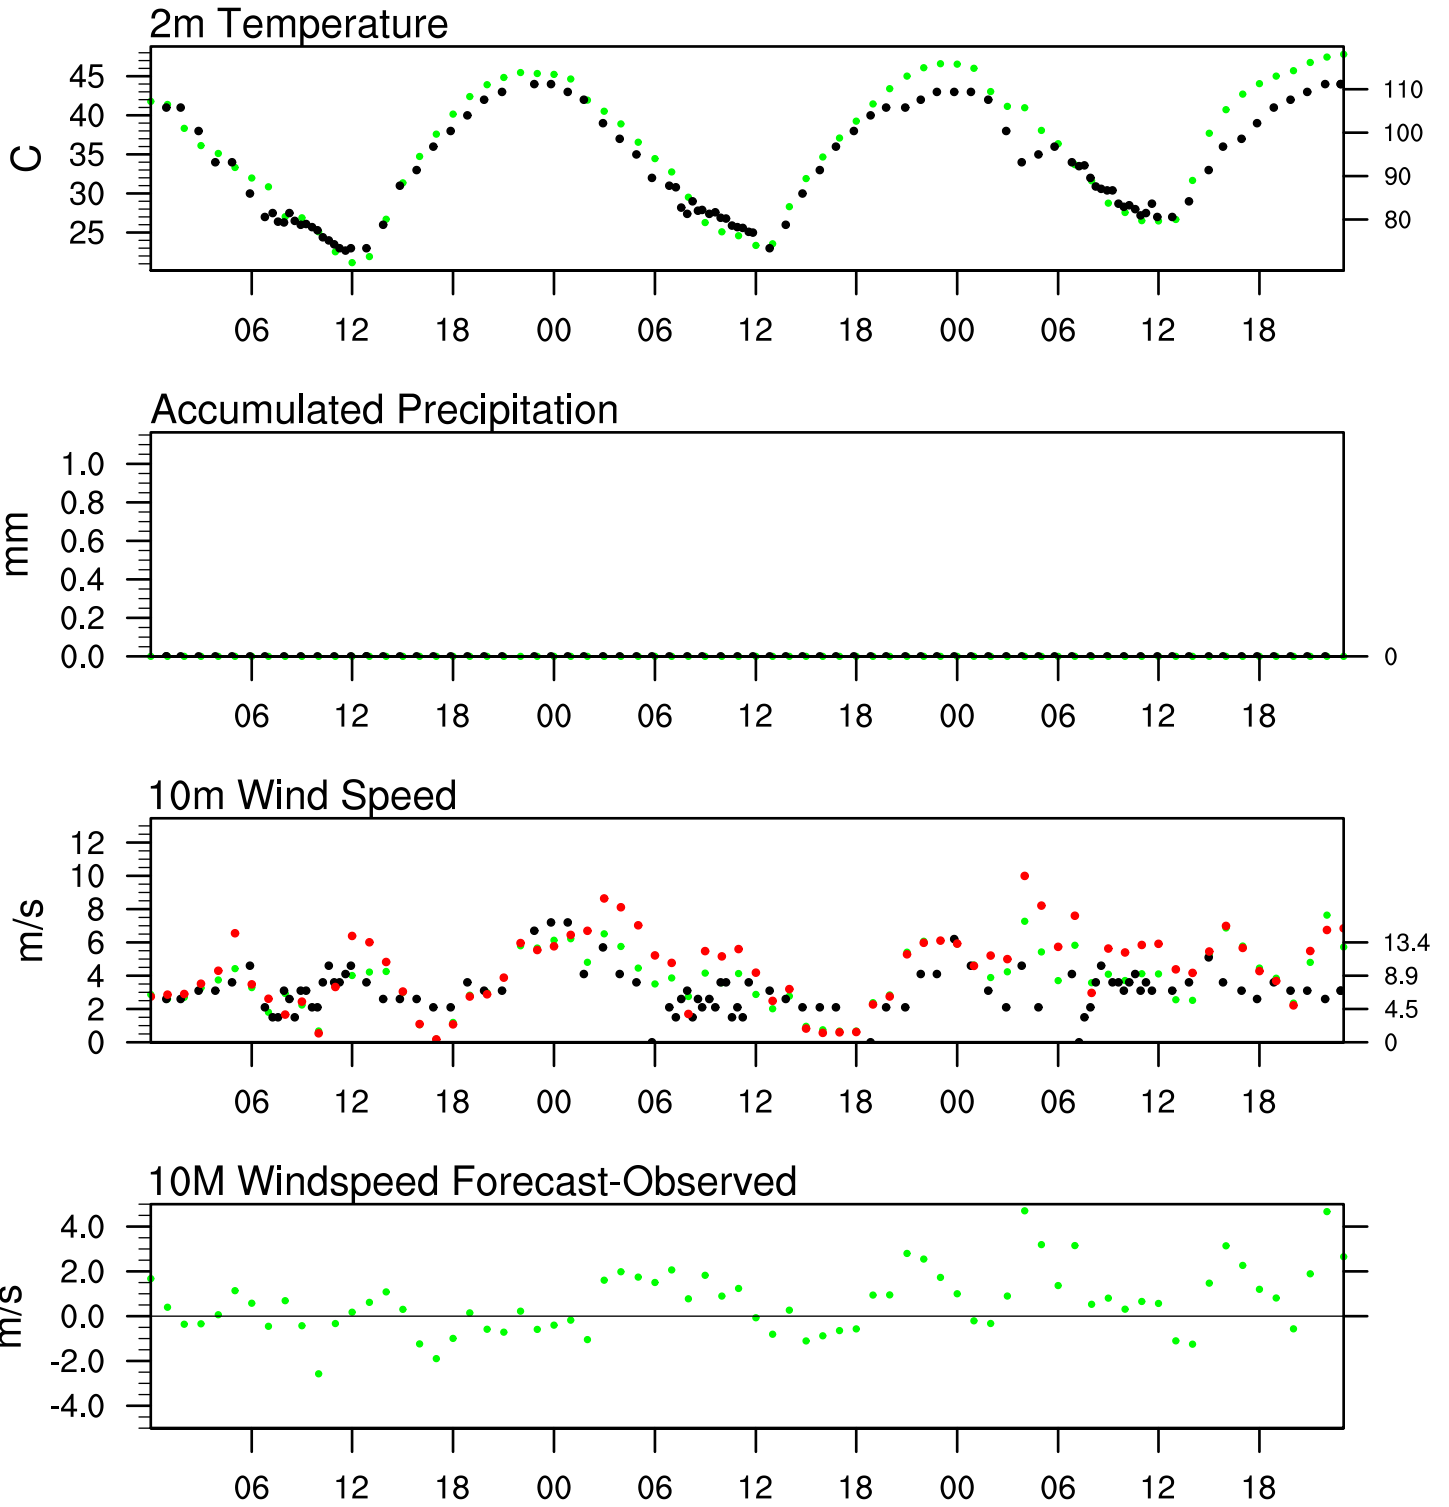 2m Temperature
C
45
40
35
30
25
110
100
90
80
06 12 18 00 06 12 18 00 06 12 18
Accumulated Precipitation
mm
1.0
0.8
0.6
0.4
0.2
0.0
0
06 12 18 00 06 12 18 00 06 12 18
10m Wind Speed
m/s
12
10
8
6
4
2
0
13.4
8.9
4.5
0
06 12 18 00 06 12 18 00 06 12 18
10M Windspeed Forecast-Observed
m/s
4.0
2.0
0.0
-2.0
-4.0
06 12 18 00 06 12 18 00 06 12 18